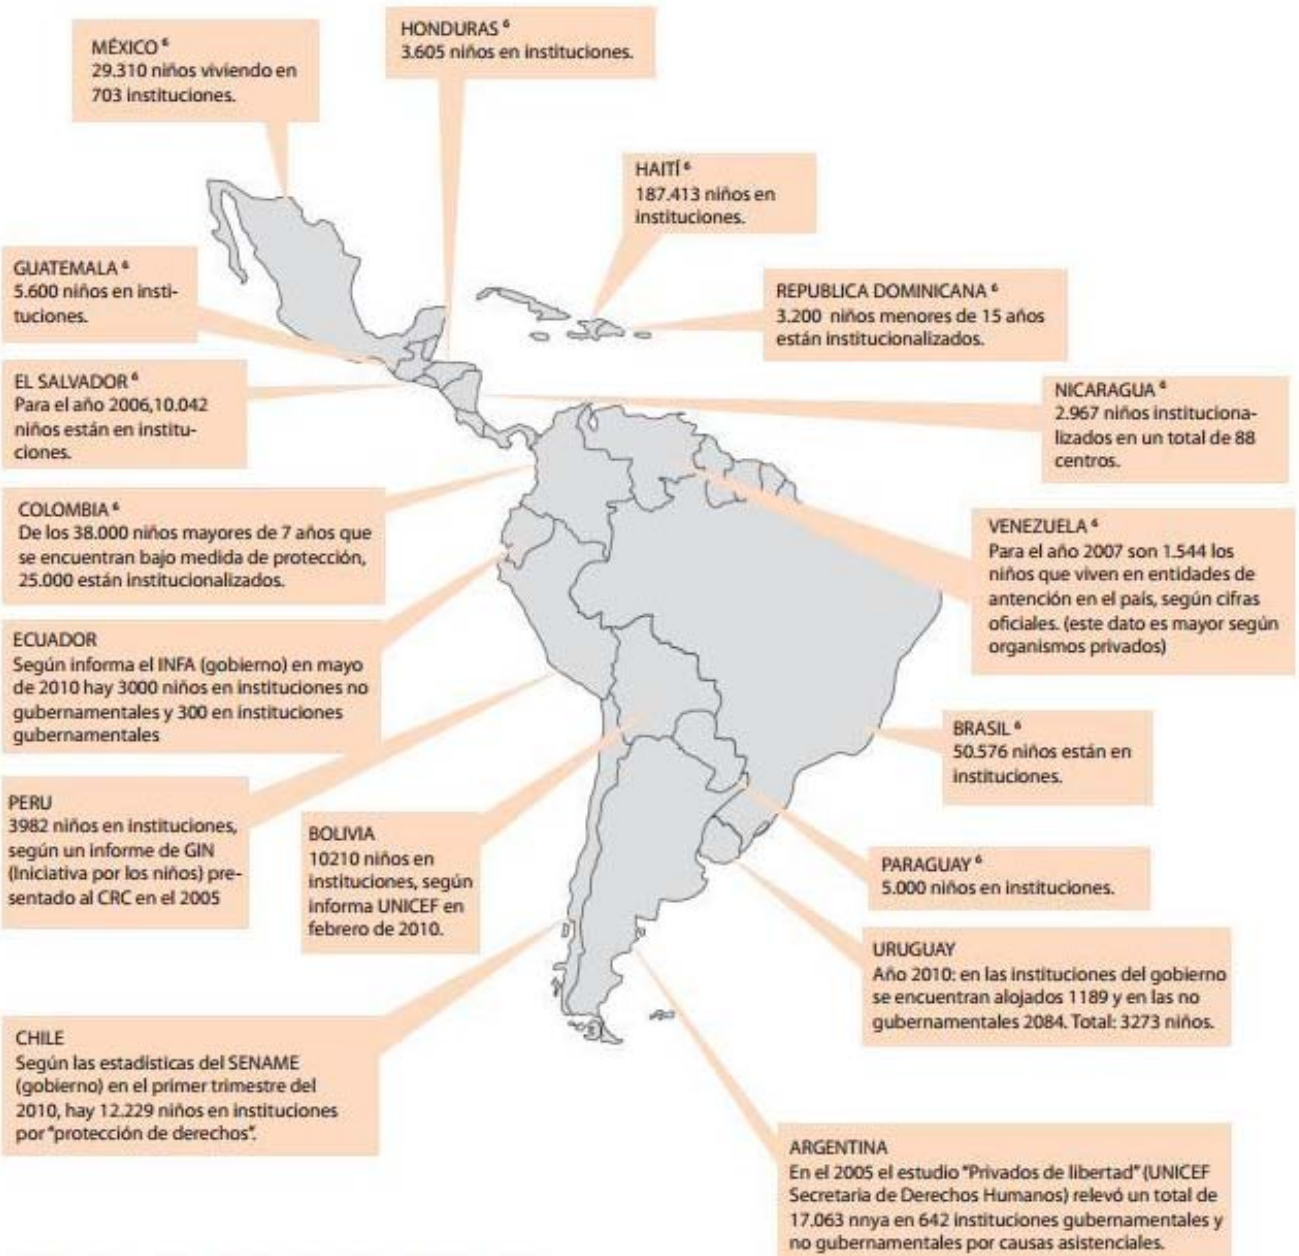 MÉXICO ⁶
29.310 niños viviendo en
703 instituciones.
HONDURAS ⁶
3.605 niños en instituciones.
HAITÍ ⁶
187.413 niños en
instituciones.
GUATEMALA ⁶
5.600 niños en insti-
tuciones.
REPUBLICA DOMINICANA ⁶
3.200 niños menores de 15 años
están institucionalizados.
EL SALVADOR ⁶
Para el año 2006,10.042
niños están en institu-
ciones.
NICARAGUA ⁶
2.967 niños instituciona-
lizados en un total de 88
centros.
COLOMBIA ⁶
De los 38.000 niños mayores de 7 años que
se encuentran bajo medida de protección,
25.000 están institucionalizados.
VENEZUELA ⁶
Para el año 2007 son 1.544 los
niños que viven en entidades de
antención en el país, según cifras
oficiales. (este dato es mayor según
organismos privados)
ECUADOR
Según informa el INFA (gobierno) en mayo
de 2010 hay 3000 niños en instituciones no
gubernamentales y 300 en instituciones
gubernamentales
BRASIL ⁶
50.576 niños están en
instituciones.
PERU
3982 niños en instituciones,
según un informe de GIN
(Iniciativa por los niños) pre-
sentado al CRC en el 2005
BOLIVIA
10210 niños en
instituciones, según
informa UNICEF en
febrero de 2010.
PARAGUAY ⁶
5.000 niños en instituciones.
URUGUAY
Año 2010: en las instituciones del gobierno
se encuentran alojados 1189 y en las no
gubernamentales 2084. Total: 3273 niños.
CHILE
Según las estadísticas del SENAME
(gobierno) en el primer trimestre del
2010, hay 12.229 niños en instituciones
por "protección de derechos".
ARGENTINA
En el 2005 el estudio "Privados de libertad" (UNICEF
Secretaria de Derechos Humanos) relevó un total de
17.063 nnya en 642 instituciones gubernamentales y
no gubernamentales por causas asistenciales.